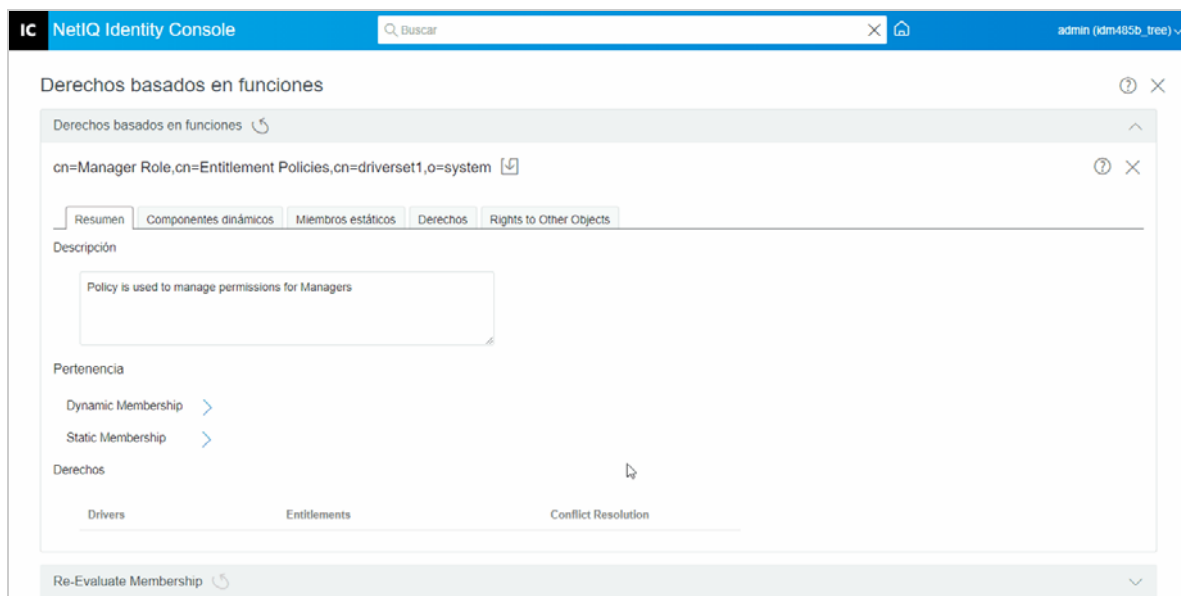 IC NetIQ Identity Console Buscar admin (idm485b_tree)
Derechos basados en funciones
Derechos basados en funciones
cn=Manager Role,cn=Entitlement Policies,cn=driverset1,o=system
Resumen Componentes dinámicos Miembros estáticos Derechos Rights to Other Objects
Descripción
Policy is used to manage permissions for Managers
Pertenencia
Dynamic Membership
Static Membership
Derechos
Drivers Entitlements Conflict Resolution
Re-Evaluate Membership